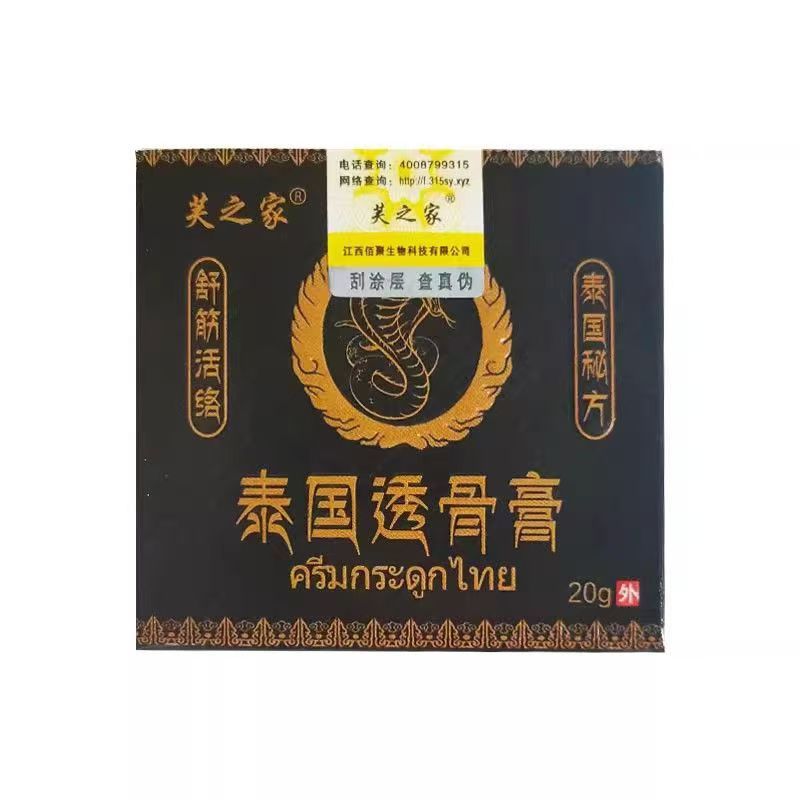 电话查询：4008799315
网络查询：http://f.315sy.xyz
芙之家®
芙之家®
江西佰聚生物科技有限公司
刮涂层 查真伪
舒筋活络
泰国秘方
泰国透骨膏
ครีมกระดูกไทย
20g 外